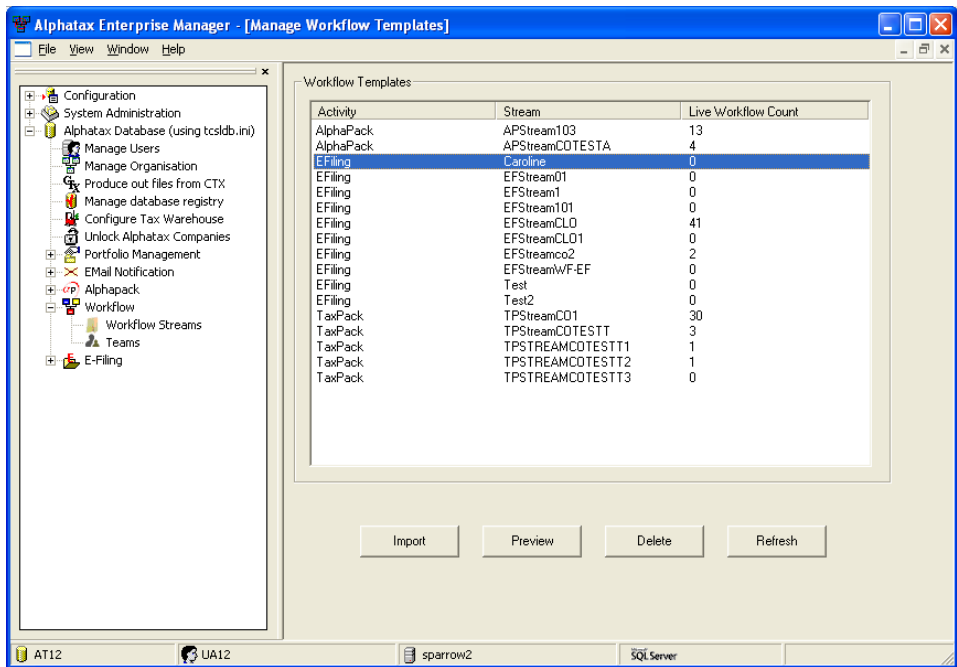 Alphatax Enterprise Manager - [Manage Workflow Templates]
File View Window Help
Configuration
System Administration
Alphatax Database (using tcsldb.ini)
Manage Users
Manage Organisation
Produce out files from CTX
Manage database registry
Configure Tax Warehouse
Unlock Alphatax Companies
Portfolio Management
EMail Notification
Alphapack
Workflow
Workflow Streams
Teams
E-Filing
Workflow Templates
Activity Stream Live Workflow Count
AlphaPack APStream103 13
AlphaPack APStreamCOTESTA 4
EFiling Caroline 0
EFiling EFStream01 0
EFiling EFStream1 0
EFiling EFStream101 0
EFiling EFStreamCLO 41
EFiling EFStreamCLO1 0
EFiling EFStreamco2 2
EFiling EFStreamWF-EF 0
EFiling Test 0
EFiling Test2 0
TaxPack TPStreamCO1 30
TaxPack TPStreamCOTESTT 3
TaxPack TPSTREAMCOTESTT1 1
TaxPack TPSTREAMCOTESTT2 1
TaxPack TPSTREAMCOTESTT3 0
Import Preview Delete Refresh
AT12 UA12 sparrow2 SQL Server